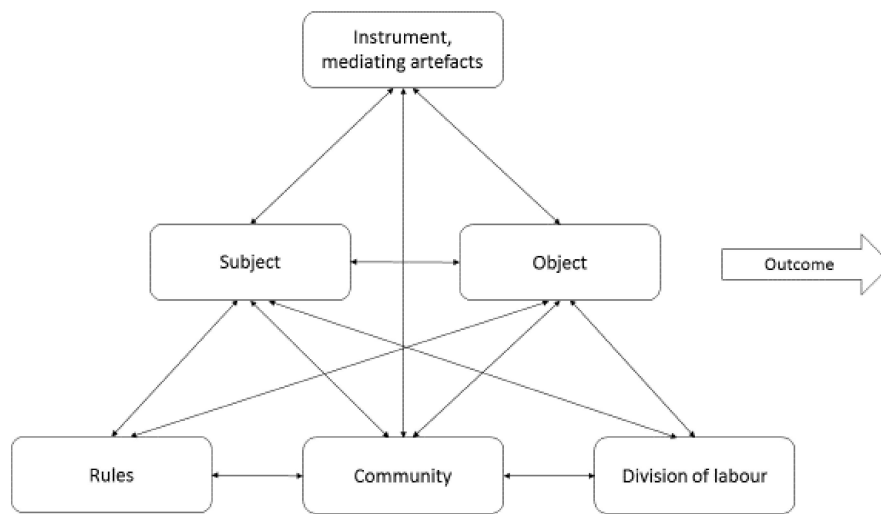 Instrument,
mediating artefacts
Subject
Object
Outcome
Rules
Community
Division of labour